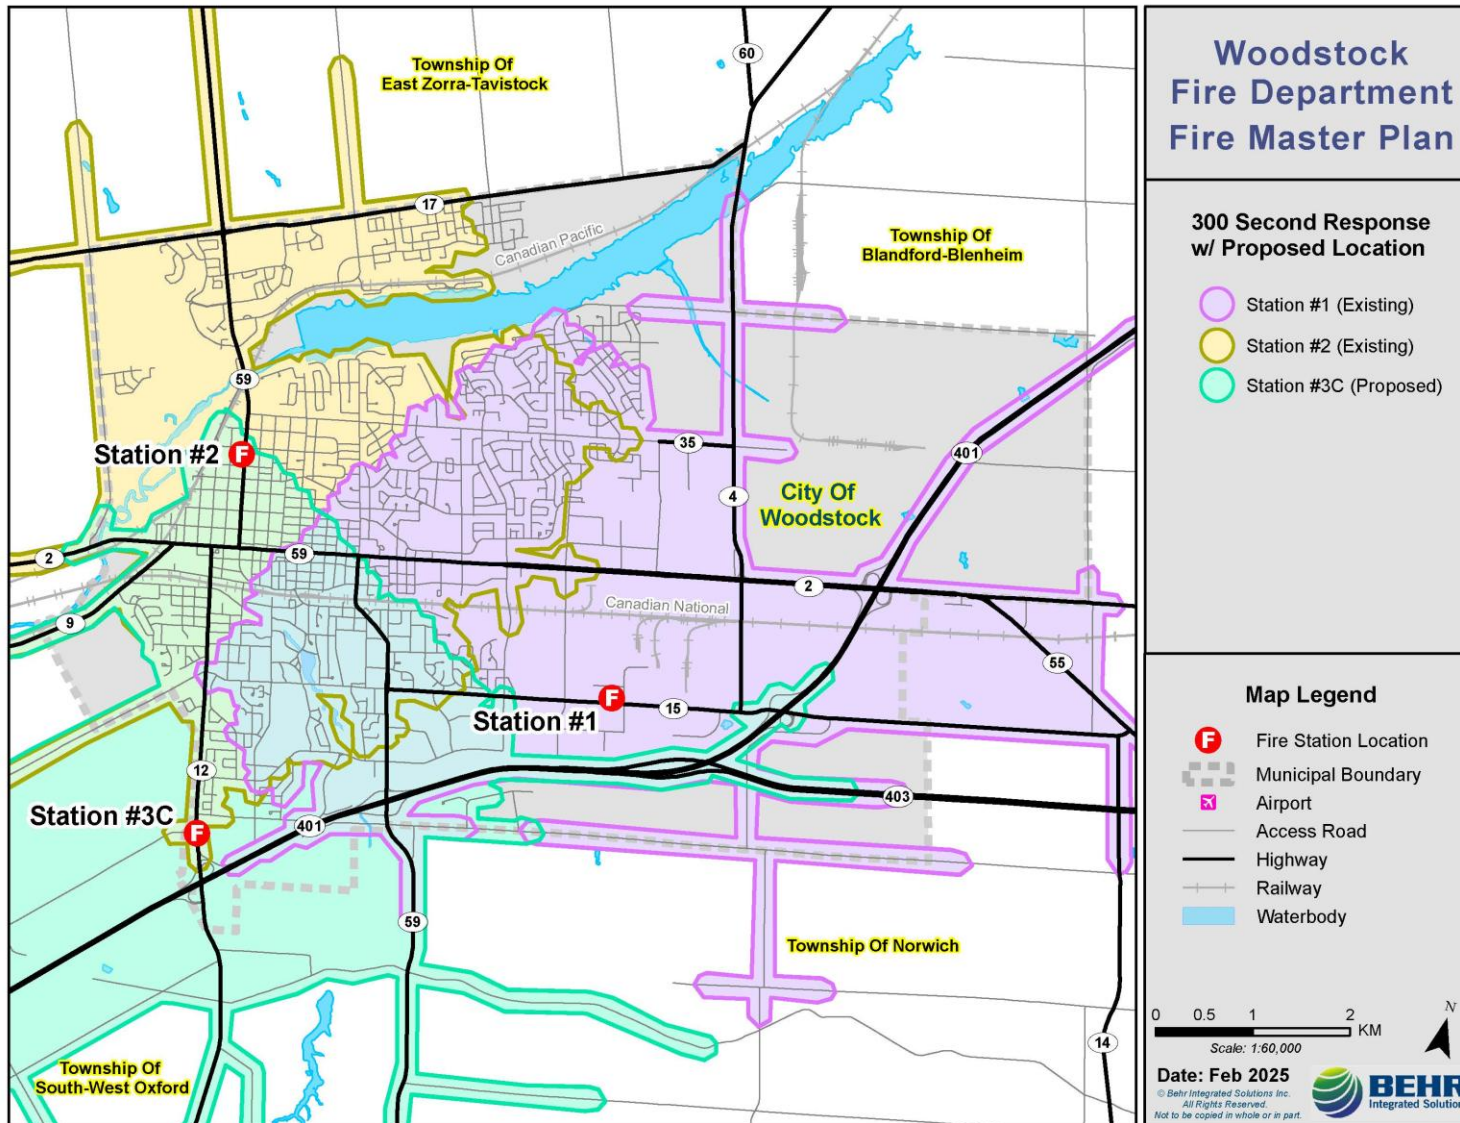 Township Of
East Zorra-Tavistock
60
17
Canadian Pacific
Township Of
Blandford-Blenheim
59
Station #2
F
35
401
4
City Of
Woodstock
2
59
2
Canadian National
9
55
F
Station #1
15
12
Station #3C
F
401
403
59
Township Of Norwich
14
Township Of
South-West Oxford
Woodstock
Fire Department
Fire Master Plan
300 Second Response
w/ Proposed Location
Station #1 (Existing)
Station #2 (Existing)
Station #3C (Proposed)
Map Legend
F Fire Station Location
Municipal Boundary
Airport
Access Road
Highway
Railway
Waterbody
N
0 0.5 1 2
KM
Scale: 1:60,000
Date: Feb 2025
© Behr Integrated Solutions Inc.
All Rights Reserved.
Not to be copied in whole or in part.
BEHR
Integrated Solution